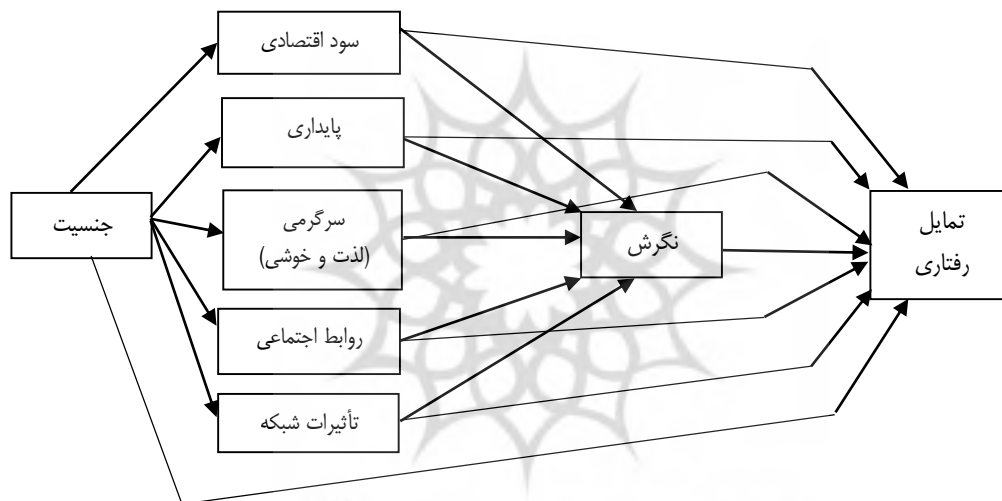 سود اقتصادی
پایداری
جنسیت
سرگرمی
(لذت و خوشی)
نگرش
تمایل
رفتاری
روابط اجتماعی
تأثیرات شبکه